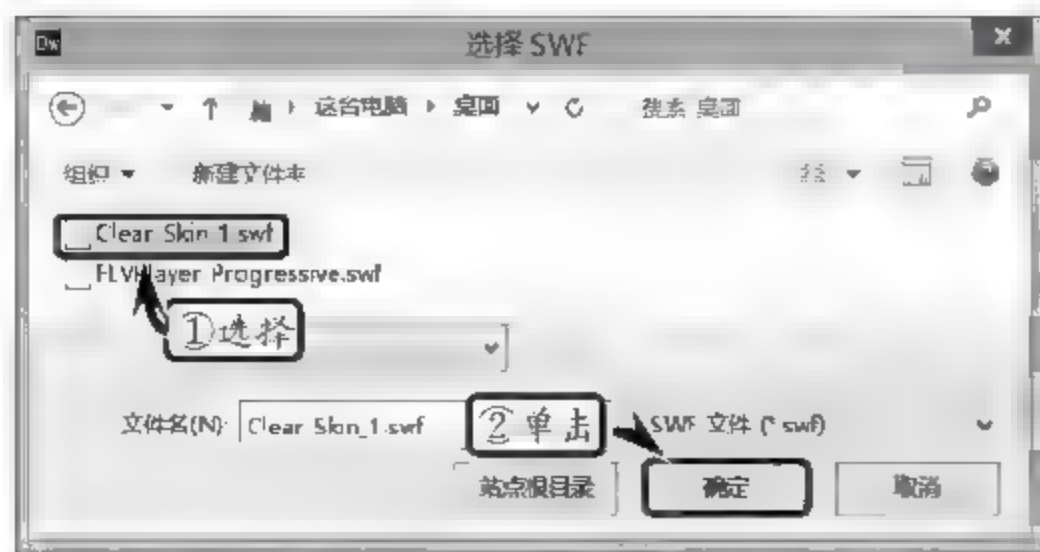 Dw 选择 SWF
这台电脑 桌面 搜索 桌面
组织 新建文件夹
Clear Skin 1 swf
FLVPlayer Progressive.swf
①选择
文件名(N): Clear Skin_1.swf ②单击 SWF 文件 (*.swf)
站点根目录 确定 取消